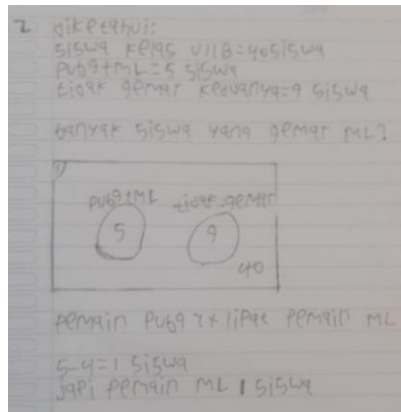 2 diketahui:
siswa kelas VIIB=40siswa
pubg+ML=5 siswa
tidak gemar keduanya=9 siswa
banyak siswa yang gemar ML?
pubg+ML tidak gemar
5 9
40
pemain pubg 2x lipat pemain ML
5-4=1 siswa
Jadi pemain ML 1 siswa